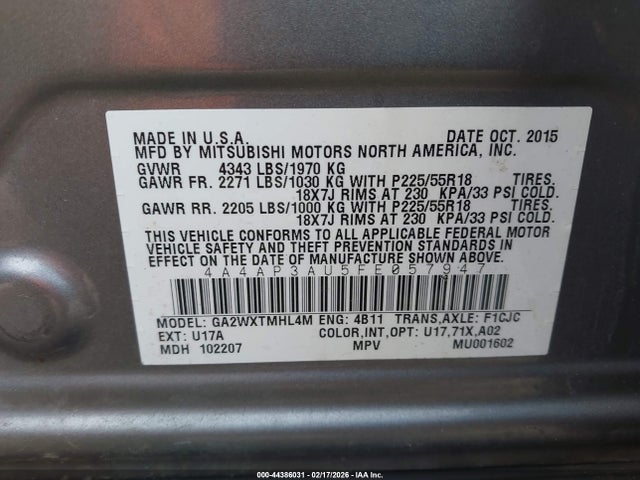 MADE IN U.S.A. DATE OCT. 2015
MFD BY MITSUBISHI MOTORS NORTH AMERICA, INC.
GVWR 4343 LBS/1970 KG
GAWR FR. 2271 LBS/1030 KG WITH P225/55R18 TIRES.
18X7J RIMS AT 230 KPA/33 PSI COLD.
GAWR RR. 2205 LBS/1000 KG WITH P225/55R18 TIRES.
18X7J RIMS AT 230 KPA/33 PSI COLD.
THIS VEHICLE CONFORMS TO ALL APPLICABLE FEDERAL MOTOR
VEHICLE SAFETY AND THEFT PREVENTION STANDARDS IN
EFFECT ON THE DATE OF MANUFACTURE SHOWN ABOVE.
4A4AP3AU5FE057947
MODEL: GA2WXTMHL4M ENG: 4B11 TRANS,AXLE: F1CJC
EXT: U17A COLOR,INT,OPT: U17,71X,A02
MDH 102207 MPV MU001602
000-44386031 - 02/17/2026 - IAA Inc.